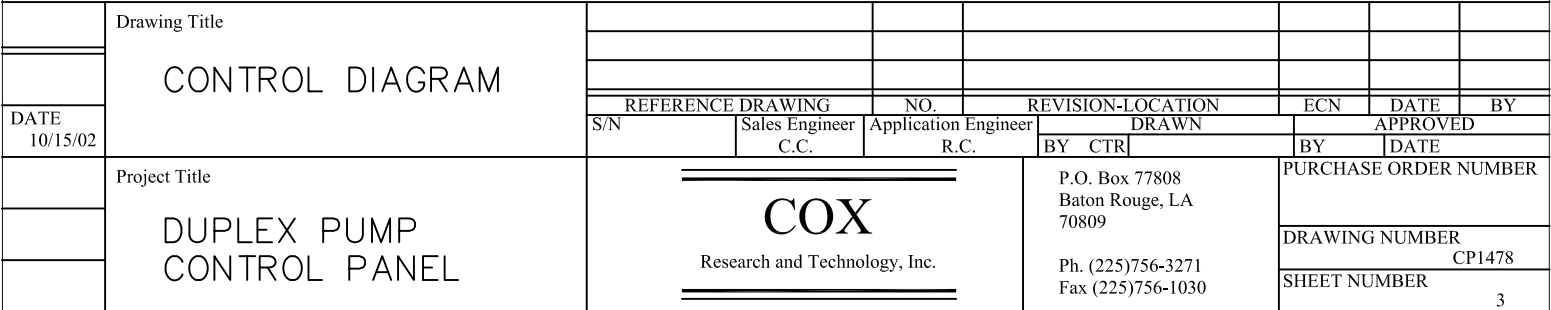 Drawing Title
CONTROL DIAGRAM
DATE
10/15/02
REFERENCE DRAWING NO. REVISION-LOCATION ECN DATE BY
S/N Sales Engineer Application Engineer DRAWN APPROVED
C.C. R.C. BY CTR BY DATE
Project Title
DUPLEX PUMP
CONTROL PANEL
COX
Research and Technology, Inc.
P.O. Box 77808
Baton Rouge, LA
70809
Ph. (225)756-3271
Fax (225)756-1030
PURCHASE ORDER NUMBER
DRAWING NUMBER
CP1478
SHEET NUMBER
3